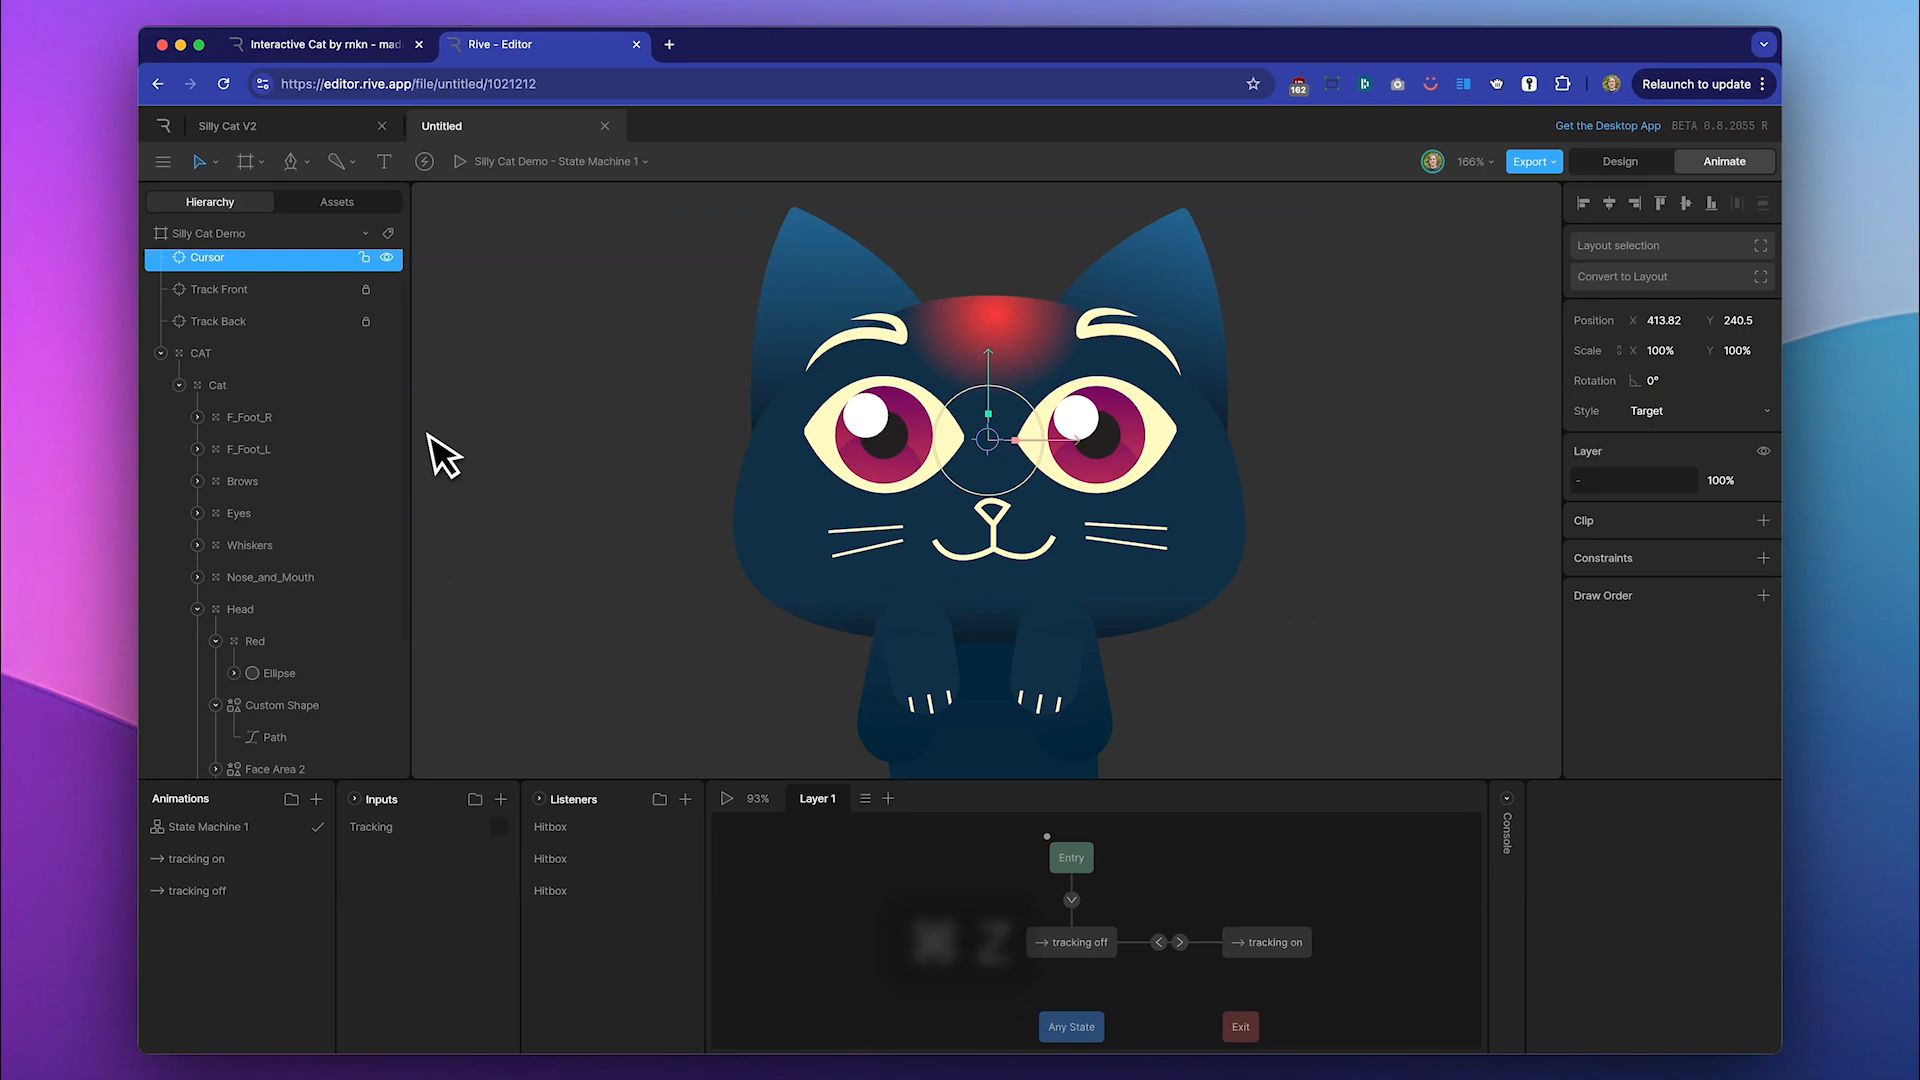 Interactive Cat by rnkn - mad
Rive - Editor
https://editor.rive.app/file/untitled/1021212
162
Relaunch to update
Silly Cat V2
Untitled
Get the Desktop App
BETA 0.8.2055 R
Silly Cat Demo - State Machine 1
166%
Export
Design
Animate
Hierarchy
Assets
Silly Cat Demo
Cursor
Track Front
Track Back
CAT
Cat
F_Foot_R
F_Foot_L
Brows
Eyes
Whiskers
Nose_and_Mouth
Head
Red
Ellipse
Custom Shape
Path
Face Area 2
Layout selection
Convert to Layout
Position X 413.82 Y 240.5
Scale X 100% Y 100%
Rotation 0°
Style Target
Layer
- 100%
Clip
Constraints
Draw Order
Animations
State Machine 1
tracking on
tracking off
Inputs
Tracking
Listeners
Hitbox
Hitbox
Hitbox
93%
Layer 1
Entry
tracking off
tracking on
Any State
Exit
⌘ Z
Console